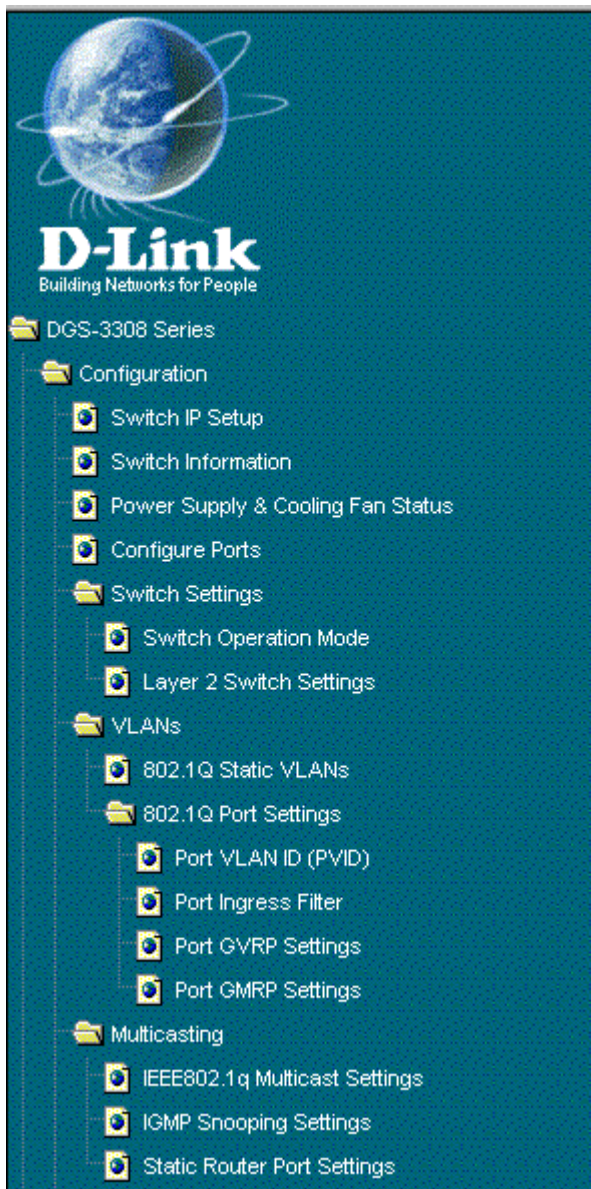 D-Link
Building Networks for People
DGS-3308 Series
Configuration
Switch IP Setup
Switch Information
Power Supply & Cooling Fan Status
Configure Ports
Switch Settings
Switch Operation Mode
Layer 2 Switch Settings
VLANs
802.1Q Static VLANs
802.1Q Port Settings
Port VLAN ID (PVID)
Port Ingress Filter
Port GVRP Settings
Port GMRP Settings
Multicasting
IEEE802.1q Multicast Settings
IGMP Snooping Settings
Static Router Port Settings